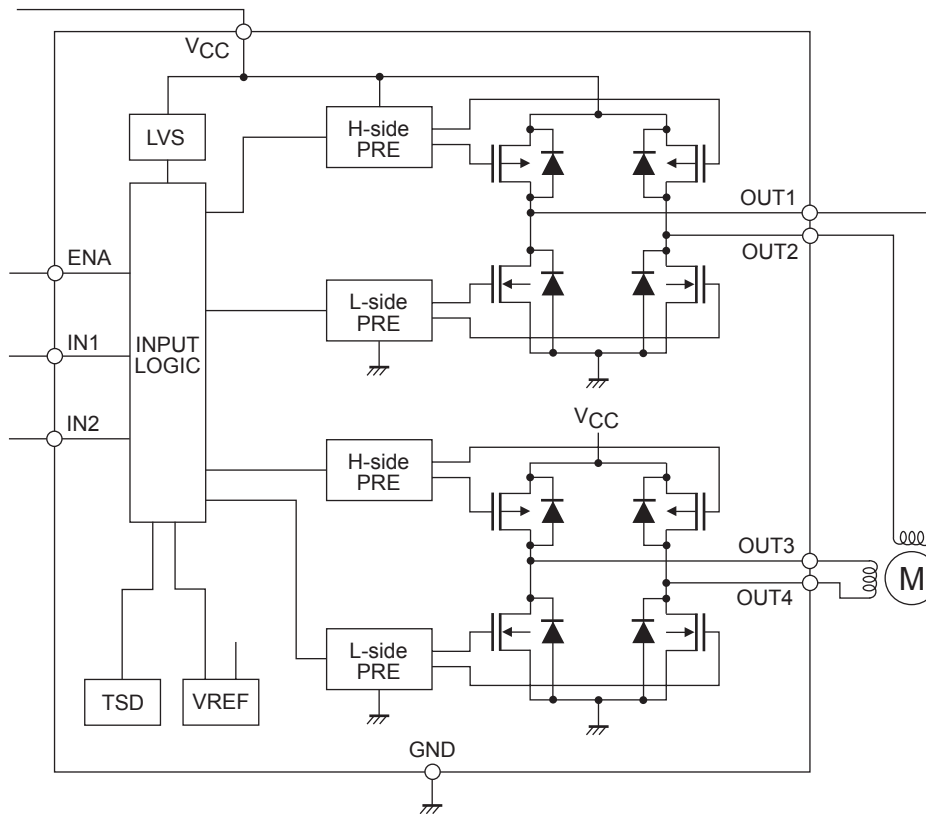 VCC
LVS
H-side
PRE
OUT1
OUT2
ENA
L-side
PRE
IN1
INPUT
LOGIC
IN2
VCC
H-side
PRE
OUT3
OUT4
M
L-side
PRE
TSD
VREF
GND